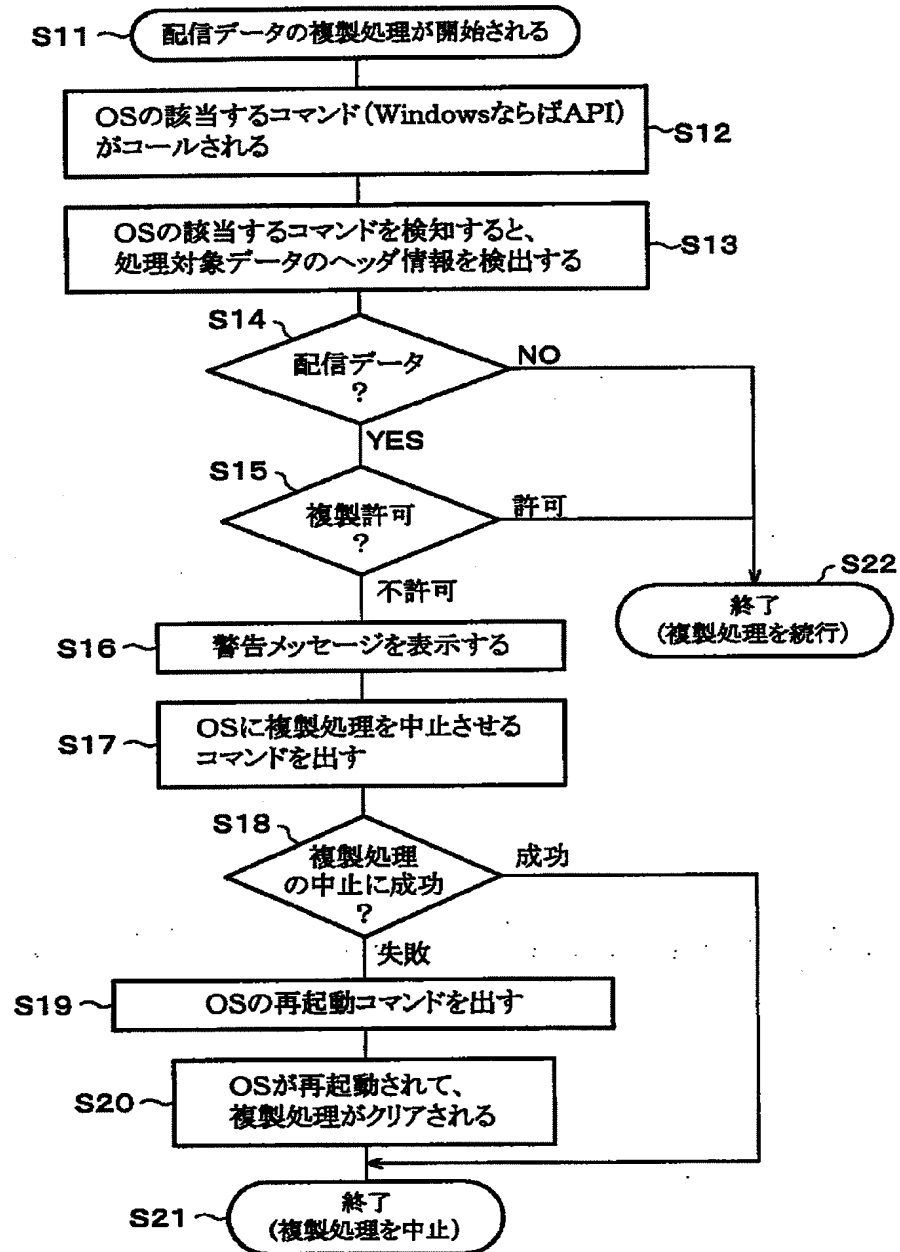 S11
配信データの複製処理が開始される
OSの該当するコマンド(WindowsならばAPI)
がコールされる
S12
OSの該当するコマンドを検知すると、
処理対象データのヘッダ情報を検出する
S13
S14
配信データ
?
NO
YES
S15
複製許可
?
許可
不許可
S22
終了
(複製処理を続行)
S16
警告メッセージを表示する
S17
OSに複製処理を中止させる
コマンドを出す
S18
複製処理
の中止に成功
?
成功
失敗
S19
OSの再起動コマンドを出す
S20
OSが再起動されて、
複製処理がクリアされる
S21
終了
(複製処理を中止)